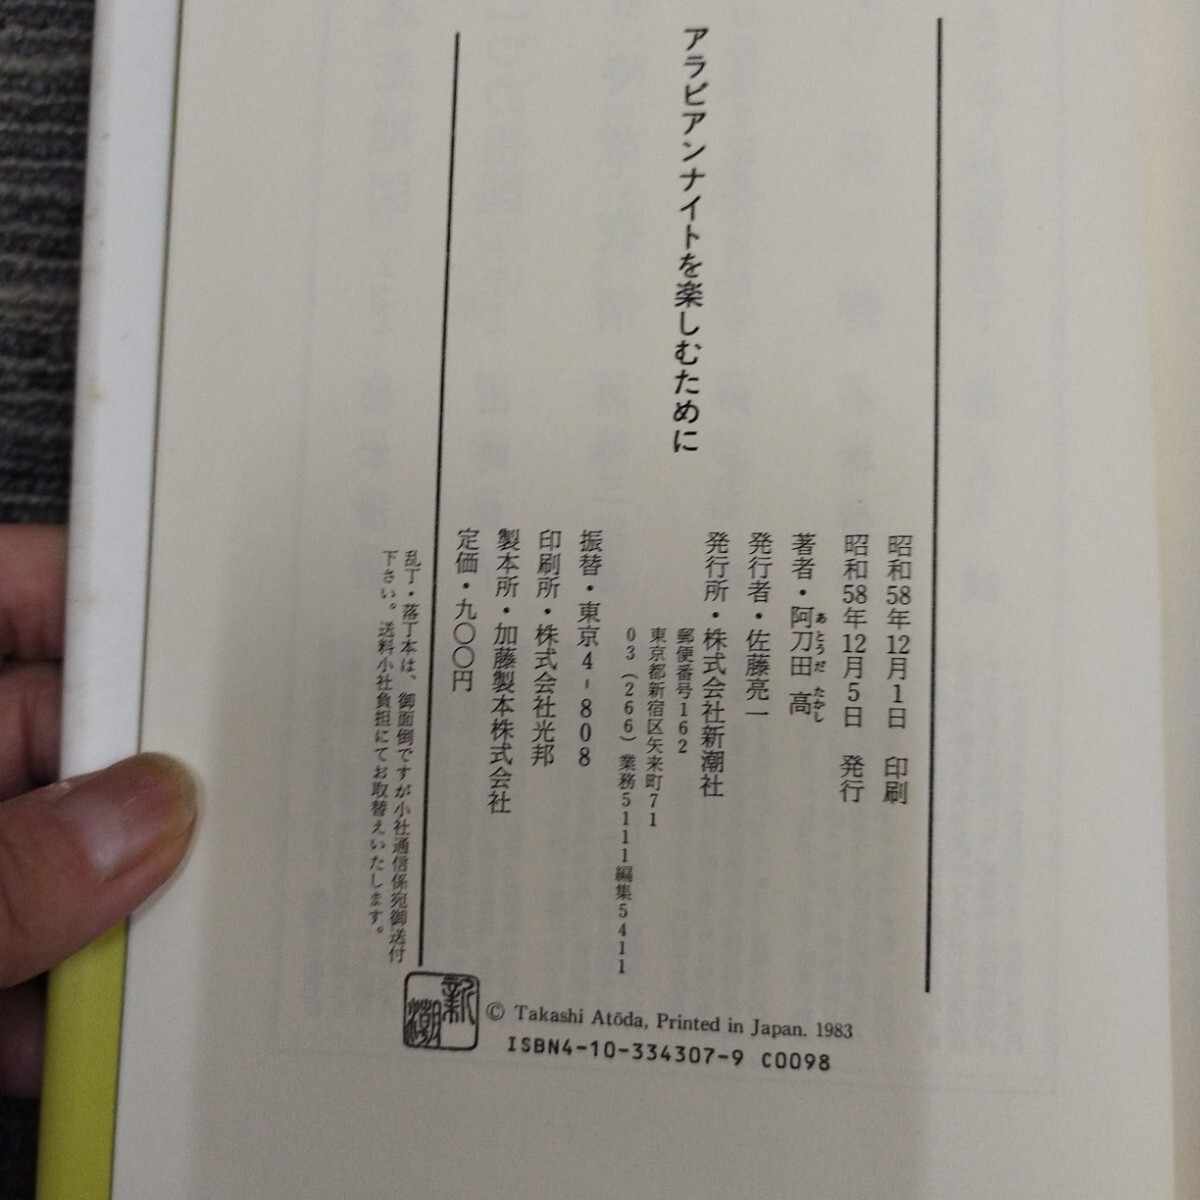 アラビアンナイトを楽しむために
昭和58年12月1日 印刷
昭和58年12月5日 発行
著者・阿刀田 高
あとうだ たかし
発行者・佐藤亮一
発行所・株式会社新潮社
郵便番号162
東京都新宿区矢来町71
03(266)業務5111編集5411
振替・東京4-808
印刷所・株式会社光邦
製本所・加藤製本株式会社
定価・九〇〇円
乱丁・落丁本は、御面倒ですが小社通信係宛御送付
下さい。送料小社負担にてお取替えいたします。
新潮
© Takashi Atōda, Printed in Japan. 1983
ISBN4-10-334307-9 C0098